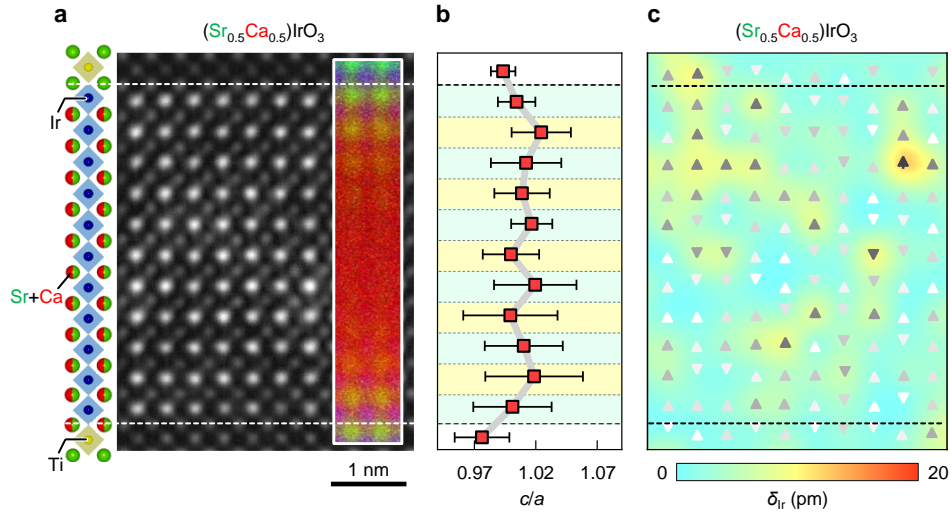 a
(Sr0.5Ca0.5)IrO3
Ir
Sr+Ca
Ti
1 nm
b
0.97 1.02 1.07
c/a
c
(Sr0.5Ca0.5)IrO3
0 20
δIr (pm)